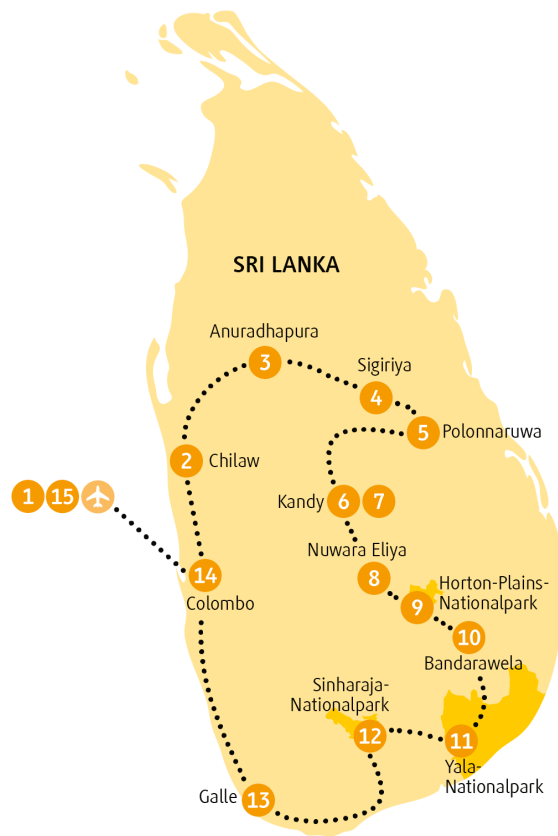 SRI LANKA
Anuradhapura
3
Sigiriya
4
5 Polonnaruwa
2 Chilaw
1 15
Kandy 6 7
Nuwara Eliya
8
14
Colombo
Horton-Plains-
Nationalpark
9
10
Bandarawela
Sinharaja-
Nationalpark
12
11
Yala-
Nationalpark
Galle 13